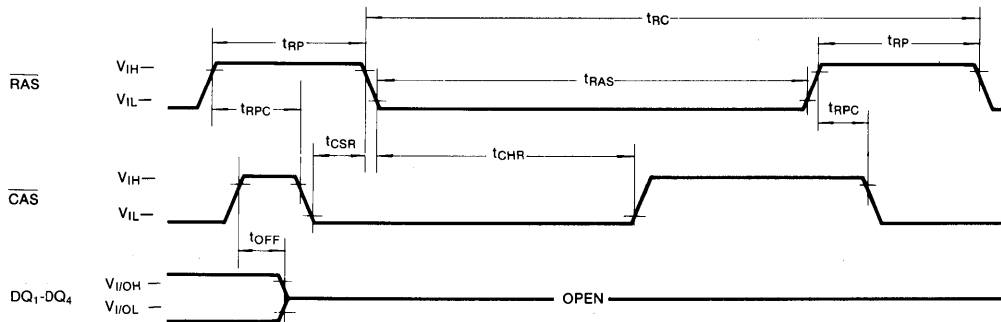 tRC
tRP
tRP
RAS
VIH—
VIL—
tRAS
tRPC
tRPC
tCSR
tCHR
CAS
VIH—
VIL—
tOFF
DQ1-DQ4
VI/OH—
VI/OL—
OPEN